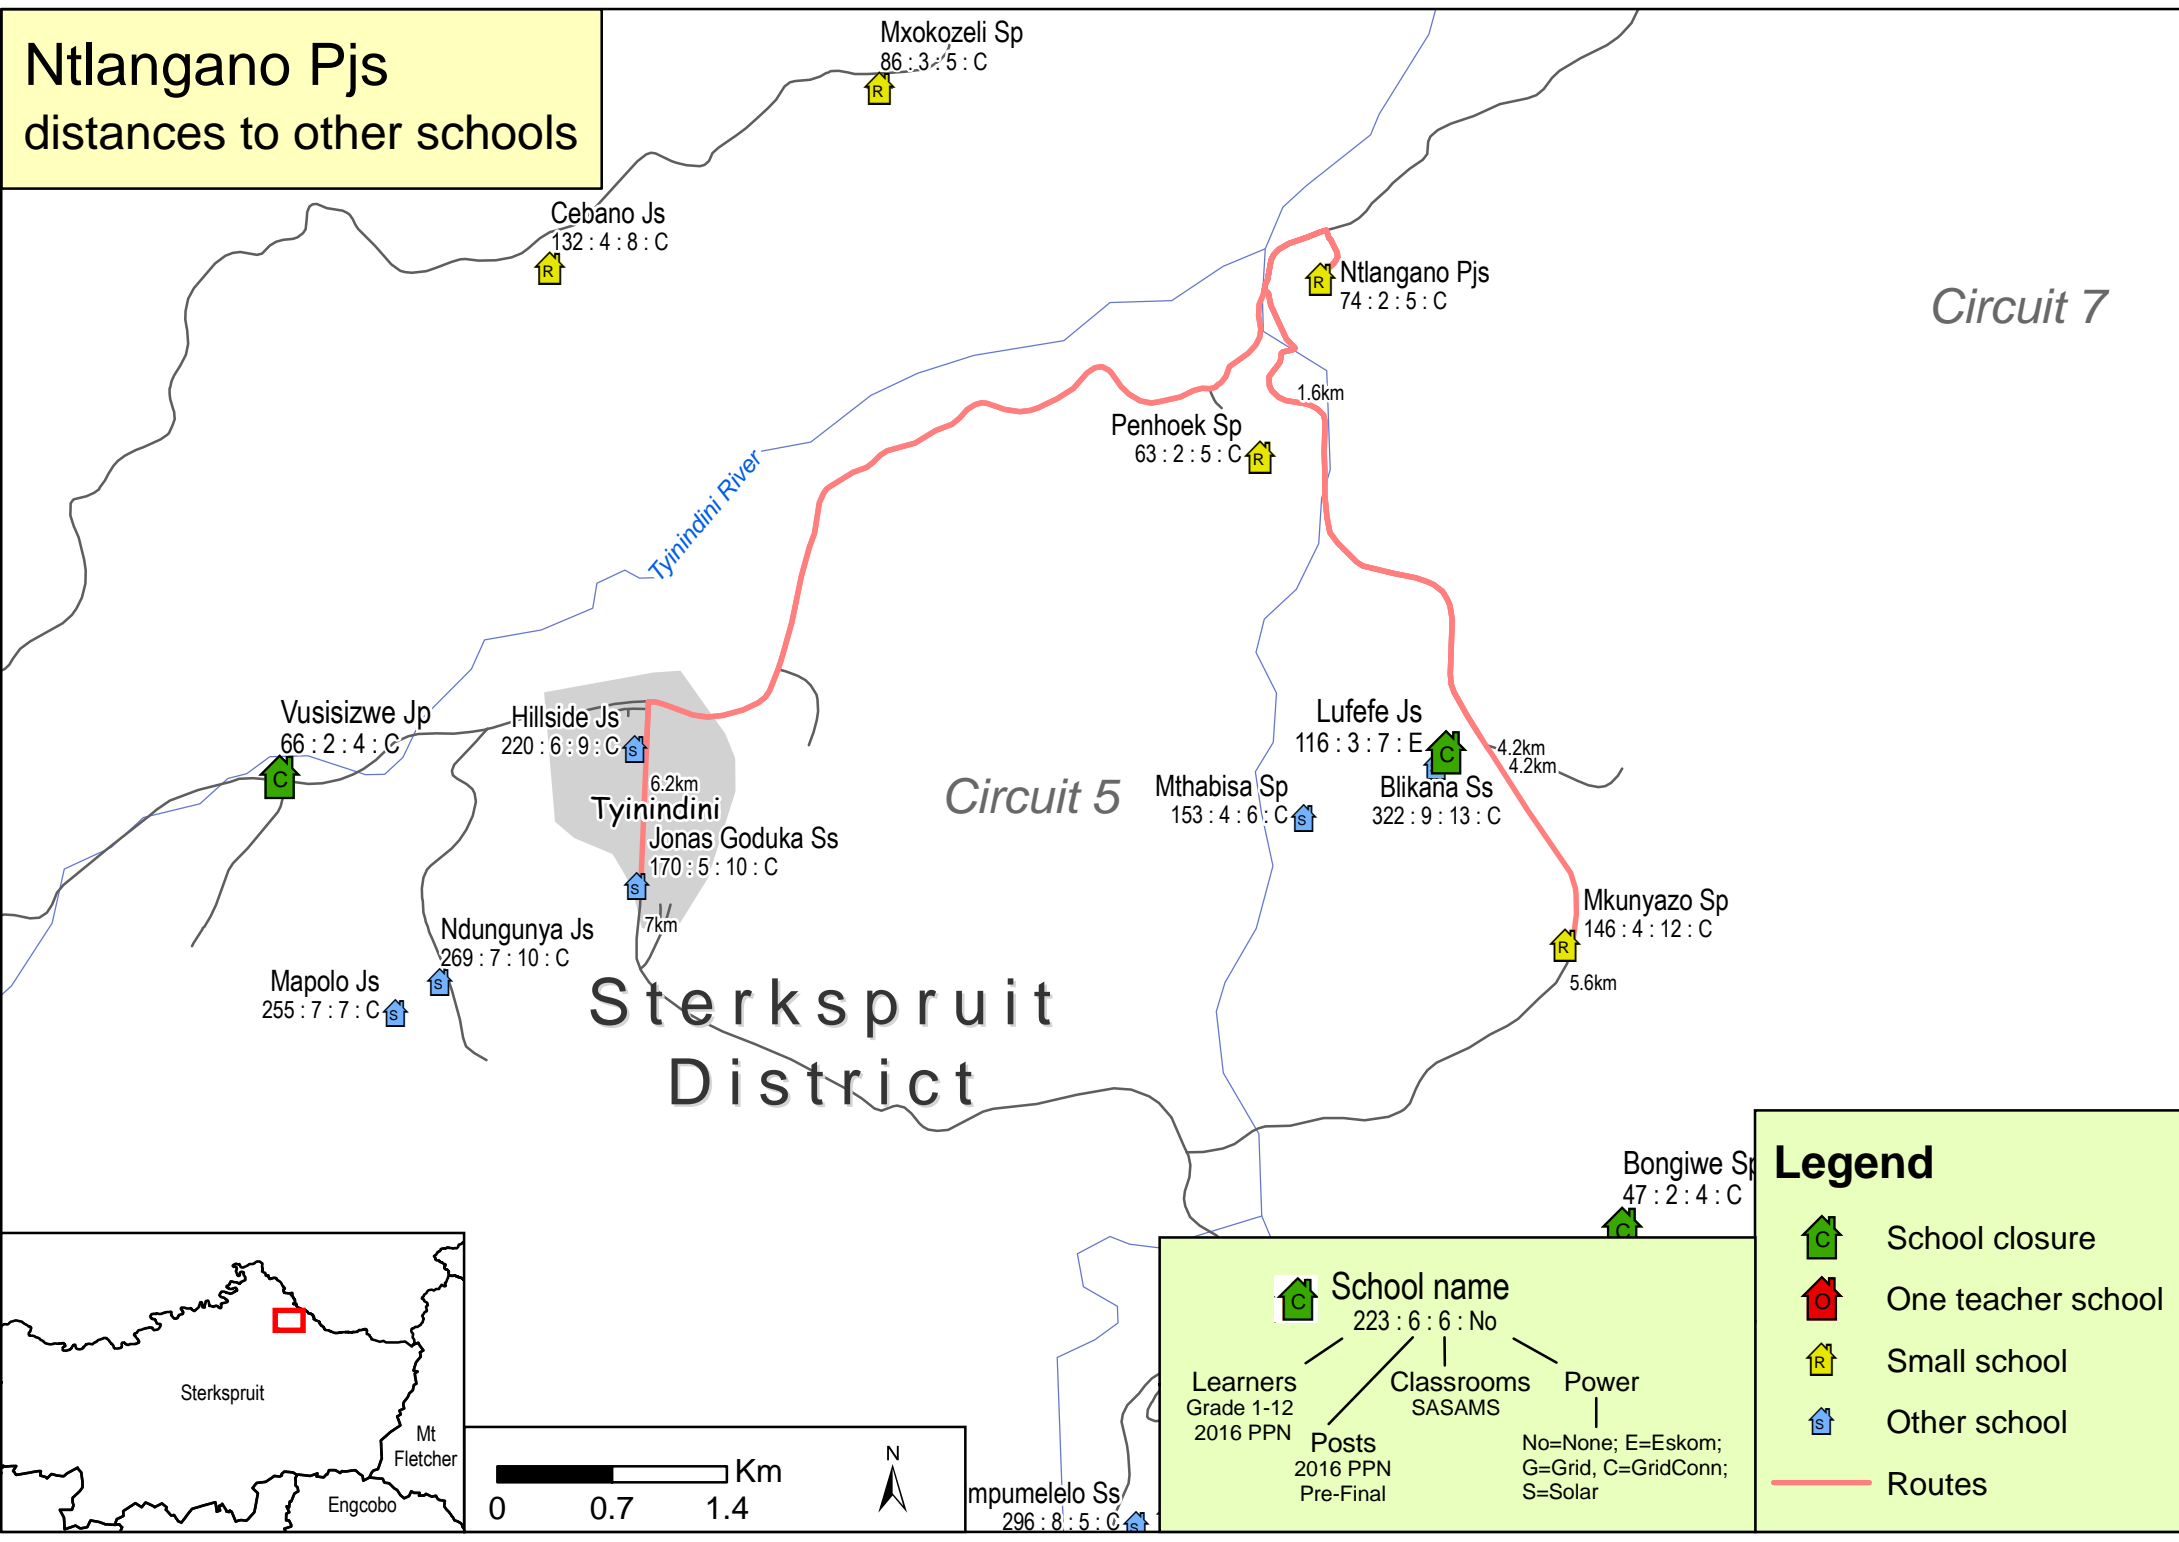 Ntlangano Pjs
distances to other schools
Mxokozeli Sp
86 : 3 : 5 : C
R
Cebano Js
132 : 4 : 8 : C
R
Ntlangano Pjs
74 : 2 : 5 : C
R
Circuit 7
1.6km
Penhoek Sp
63 : 2 : 5 : C
R
Tyinindini River
Vusisizwe Jp
66 : 2 : 4 : C
C
Hillside Js
220 : 6 : 9 : C
S
6.2km
Tyinindini
Jonas Goduka Ss
170 : 5 : 10 : C
S
7km
Circuit 5
Lufefe Js
116 : 3 : 7 : E
C
4.2km
4.2km
Blikana Ss
322 : 9 : 13 : C
Mthabisa Sp
153 : 4 : 6 : C
S
Mkunyazo Sp
146 : 4 : 12 : C
R
5.6km
Ndungunya Js
269 : 7 : 10 : C
S
Mapolo Js
255 : 7 : 7 : C
S
Sterkspruit
District
Bongiwe Sp
47 : 2 : 4 : C
C
mpumelelo Ss
296 : 8 : 5 : C
S
Sterkspruit
Mt
Fletcher
Engcobo
Km
0 0.7 1.4
N
C School name
223 : 6 : 6 : No
Learners
Grade 1-12
2016 PPN
Posts
2016 PPN
Pre-Final
Classrooms
SASAMS
Power
No=None; E=Eskom;
G=Grid, C=GridConn;
S=Solar
Legend
C School closure
O One teacher school
R Small school
S Other school
Routes